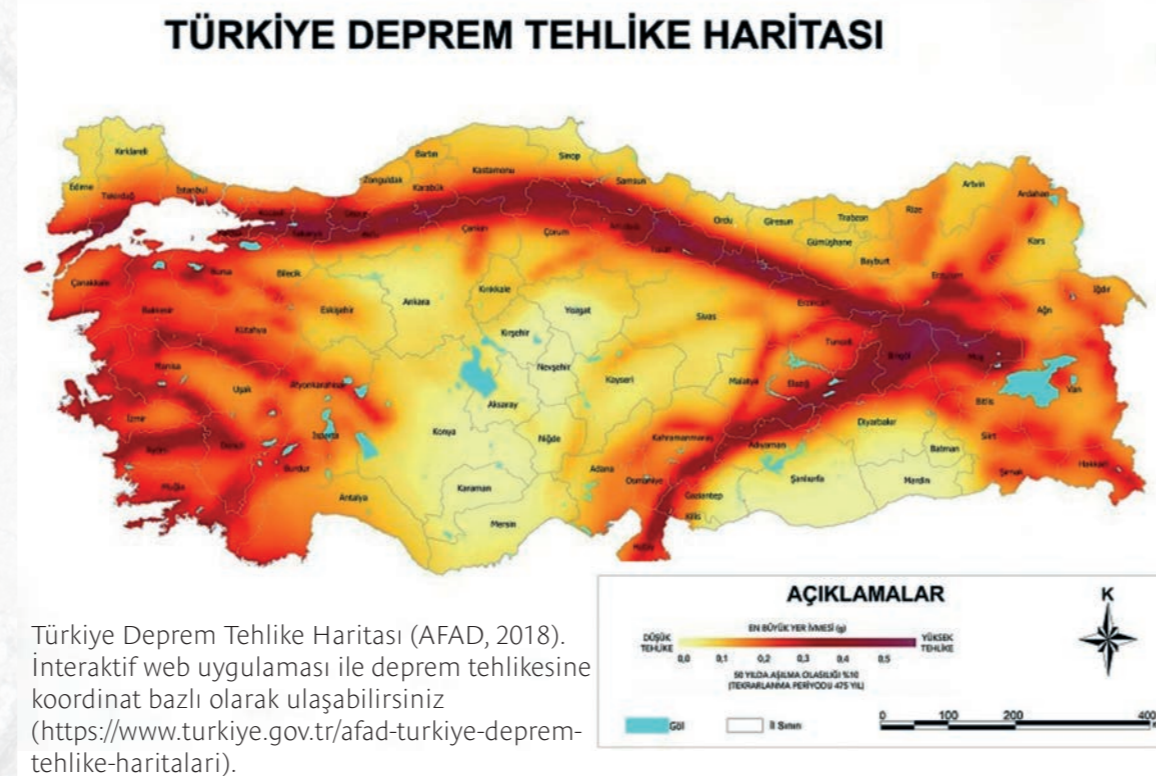 TÜRKİYE DEPREM TEHLİKE HARİTASI
Kırklareli
Edirne
Tekirdağ
İstanbul
Zonguldak
Bartın
Karabük
Kastamonu
Sinop
Samsun
Ordu
Giresun
Trabzon
Rize
Artvin
Ardahan
Kars
Gümüşhane
Bayburt
Erzurum
Iğdır
Ağrı
Çanakkale
Bursa
Bilecik
Sakarya
Bolu
Çankırı
Çorum
Amasya
Tokat
Balıkesir
Kütahya
Eskişehir
Ankara
Kırıkkale
Yozgat
Sivas
Erzincan
Tunceli
Bingöl
Muş
Manisa
Uşak
Afyonkarahisar
Kırşehir
Nevşehir
Kayseri
Malatya
Elazığ
Bitlis
Van
İzmir
Aydın
Denizli
Isparta
Burdur
Konya
Aksaray
Niğde
Kahramanmaraş
Adıyaman
Diyarbakır
Batman
Siirt
Şırnak
Hakkari
Muğla
Antalya
Karaman
Mersin
Adana
Osmaniye
Gaziantep
Kilis
Hatay
Şanlıurfa
Mardin
Türkiye Deprem Tehlike Haritası (AFAD, 2018).
İnteraktif web uygulaması ile deprem tehlikesine
koordinat bazlı olarak ulaşabilirsiniz
(https://www.turkiye.gov.tr/afad-turkiye-deprem-
tehlike-haritalari).
AÇIKLAMALAR
EN BÜYÜK YER İVMESİ (g)
DÜŞÜK TEHLİKE
YÜKSEK TEHLİKE
0,0 0,1 0,2 0,3 0,4 0,5
50 YILDA AŞILMA OLASILIĞI %10
(TEKRARLANMA PERİYODU 475 YIL)
Göl
İl Sınırı
K
0 100 200 400